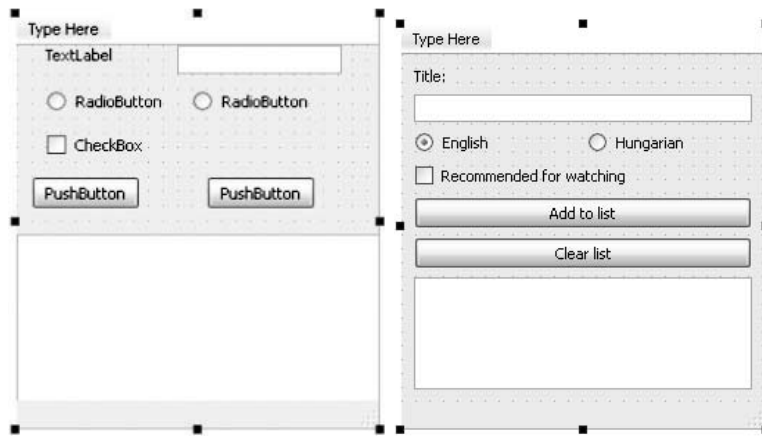 Type Here
TextLabel
RadioButton RadioButton
CheckBox
PushButton PushButton
Type Here
Title:
English Hungarian
Recommended for watching
Add to list
Clear list